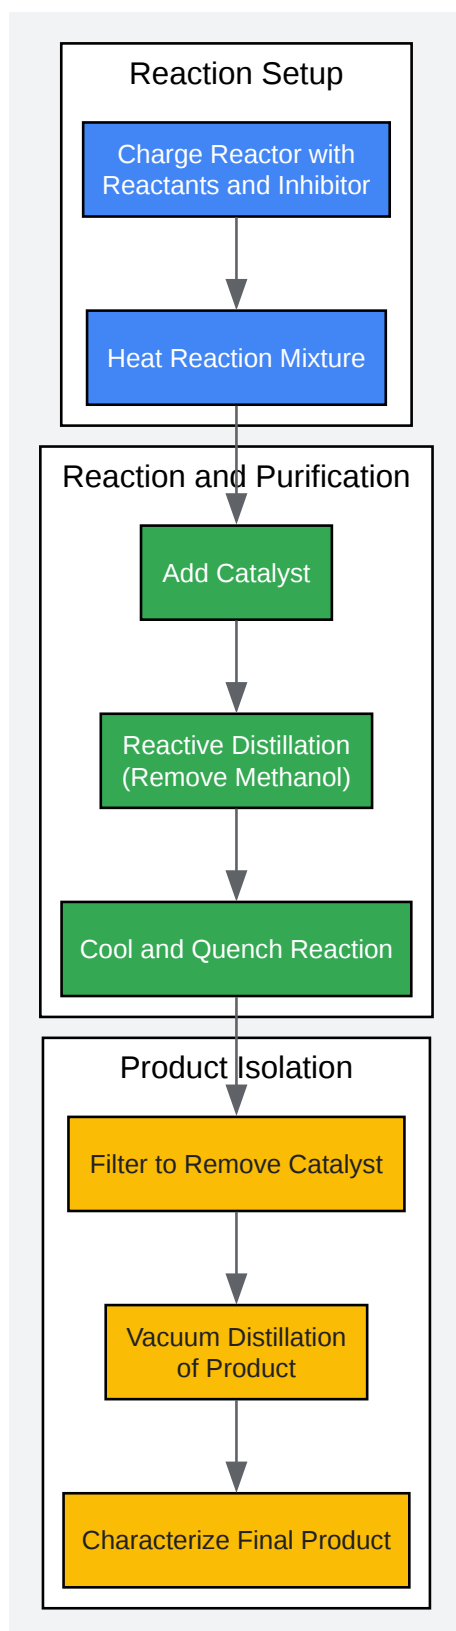 Reaction Setup
Charge Reactor with
Reactants and Inhibitor
Heat Reaction Mixture
Reaction and Purification
Add Catalyst
Reactive Distillation
(Remove Methanol)
Cool and Quench Reaction
Product Isolation
Filter to Remove Catalyst
Vacuum Distillation
of Product
Characterize Final Product